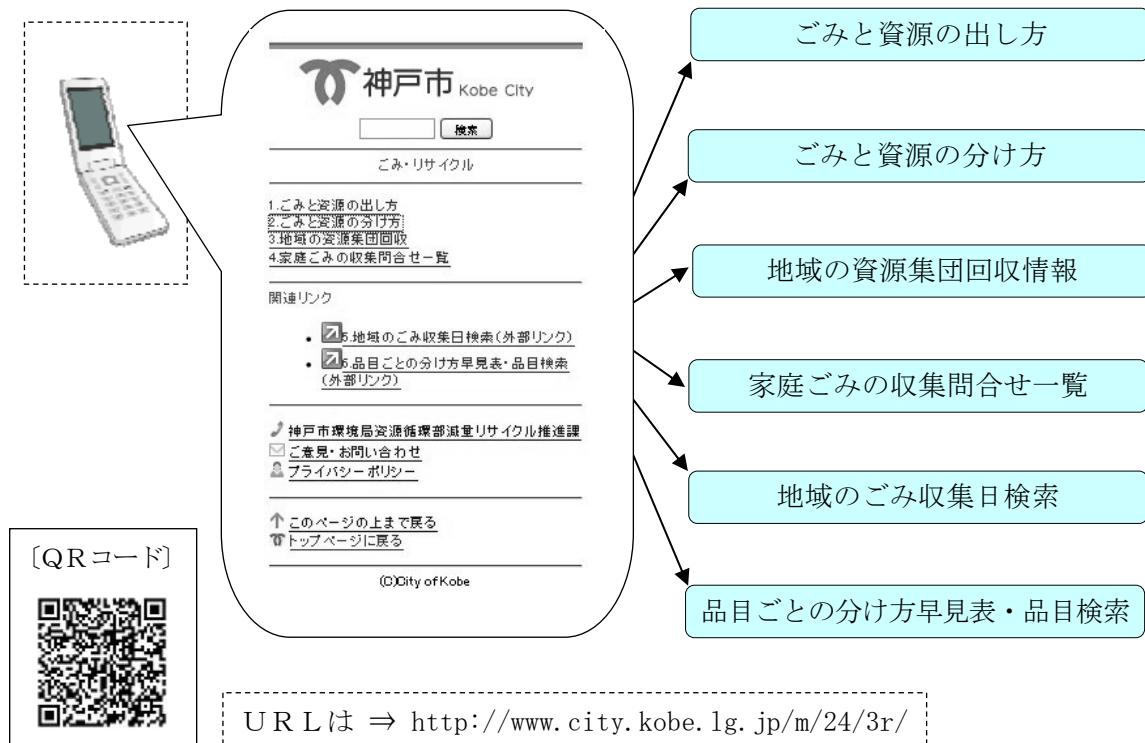 神戸市 Kobe City
検索
ごみ・リサイクル
1.ごみと資源の出し方
2.ごみと資源の分け方
3.地域の資源集団回収
4.家庭ごみの収集問合せ一覧
関連リンク
• 5.地域のごみ収集日検索(外部リンク)
• 6.品目ごとの分け方早見表・品目検索
(外部リンク)
神戸市環境局資源循環部減量リサイクル推進課
ご意見・お問い合わせ
プライバシーポリシー
このページの上まで戻る
トップページに戻る
(C)City of Kobe
ごみと資源の出し方
ごみと資源の分け方
地域の資源集団回収情報
家庭ごみの収集問合せ一覧
地域のごみ収集日検索
品目ごとの分け方早見表・品目検索
〔QRコード〕
URLは ⇒ http://www.city.kobe.lg.jp/m/24/3r/